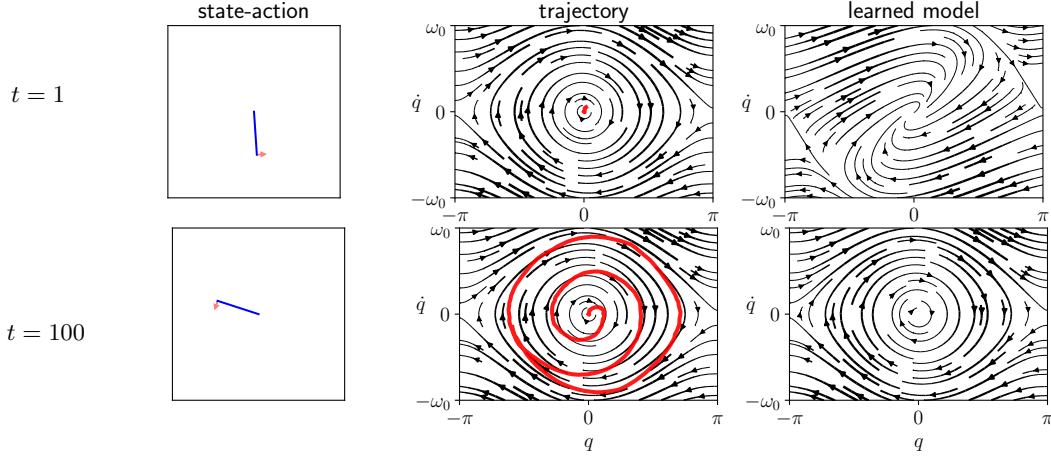 state-action
trajectory
learned model
t = 1
ω₀
q̇
0
−ω₀
−π
0
π
q̇
ω₀
0
−ω₀
−π
0
π
t = 100
ω₀
q̇
0
−ω₀
−π
0
π
q
ω₀
q̇
0
−ω₀
−π
0
π
q